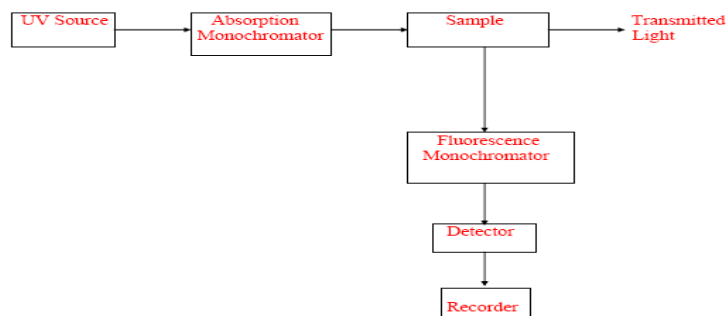 UV Source
Absorption
Monochromator
Sample
Transmitted
Light
Fluorescence
Monochromator
Detector
Recorder